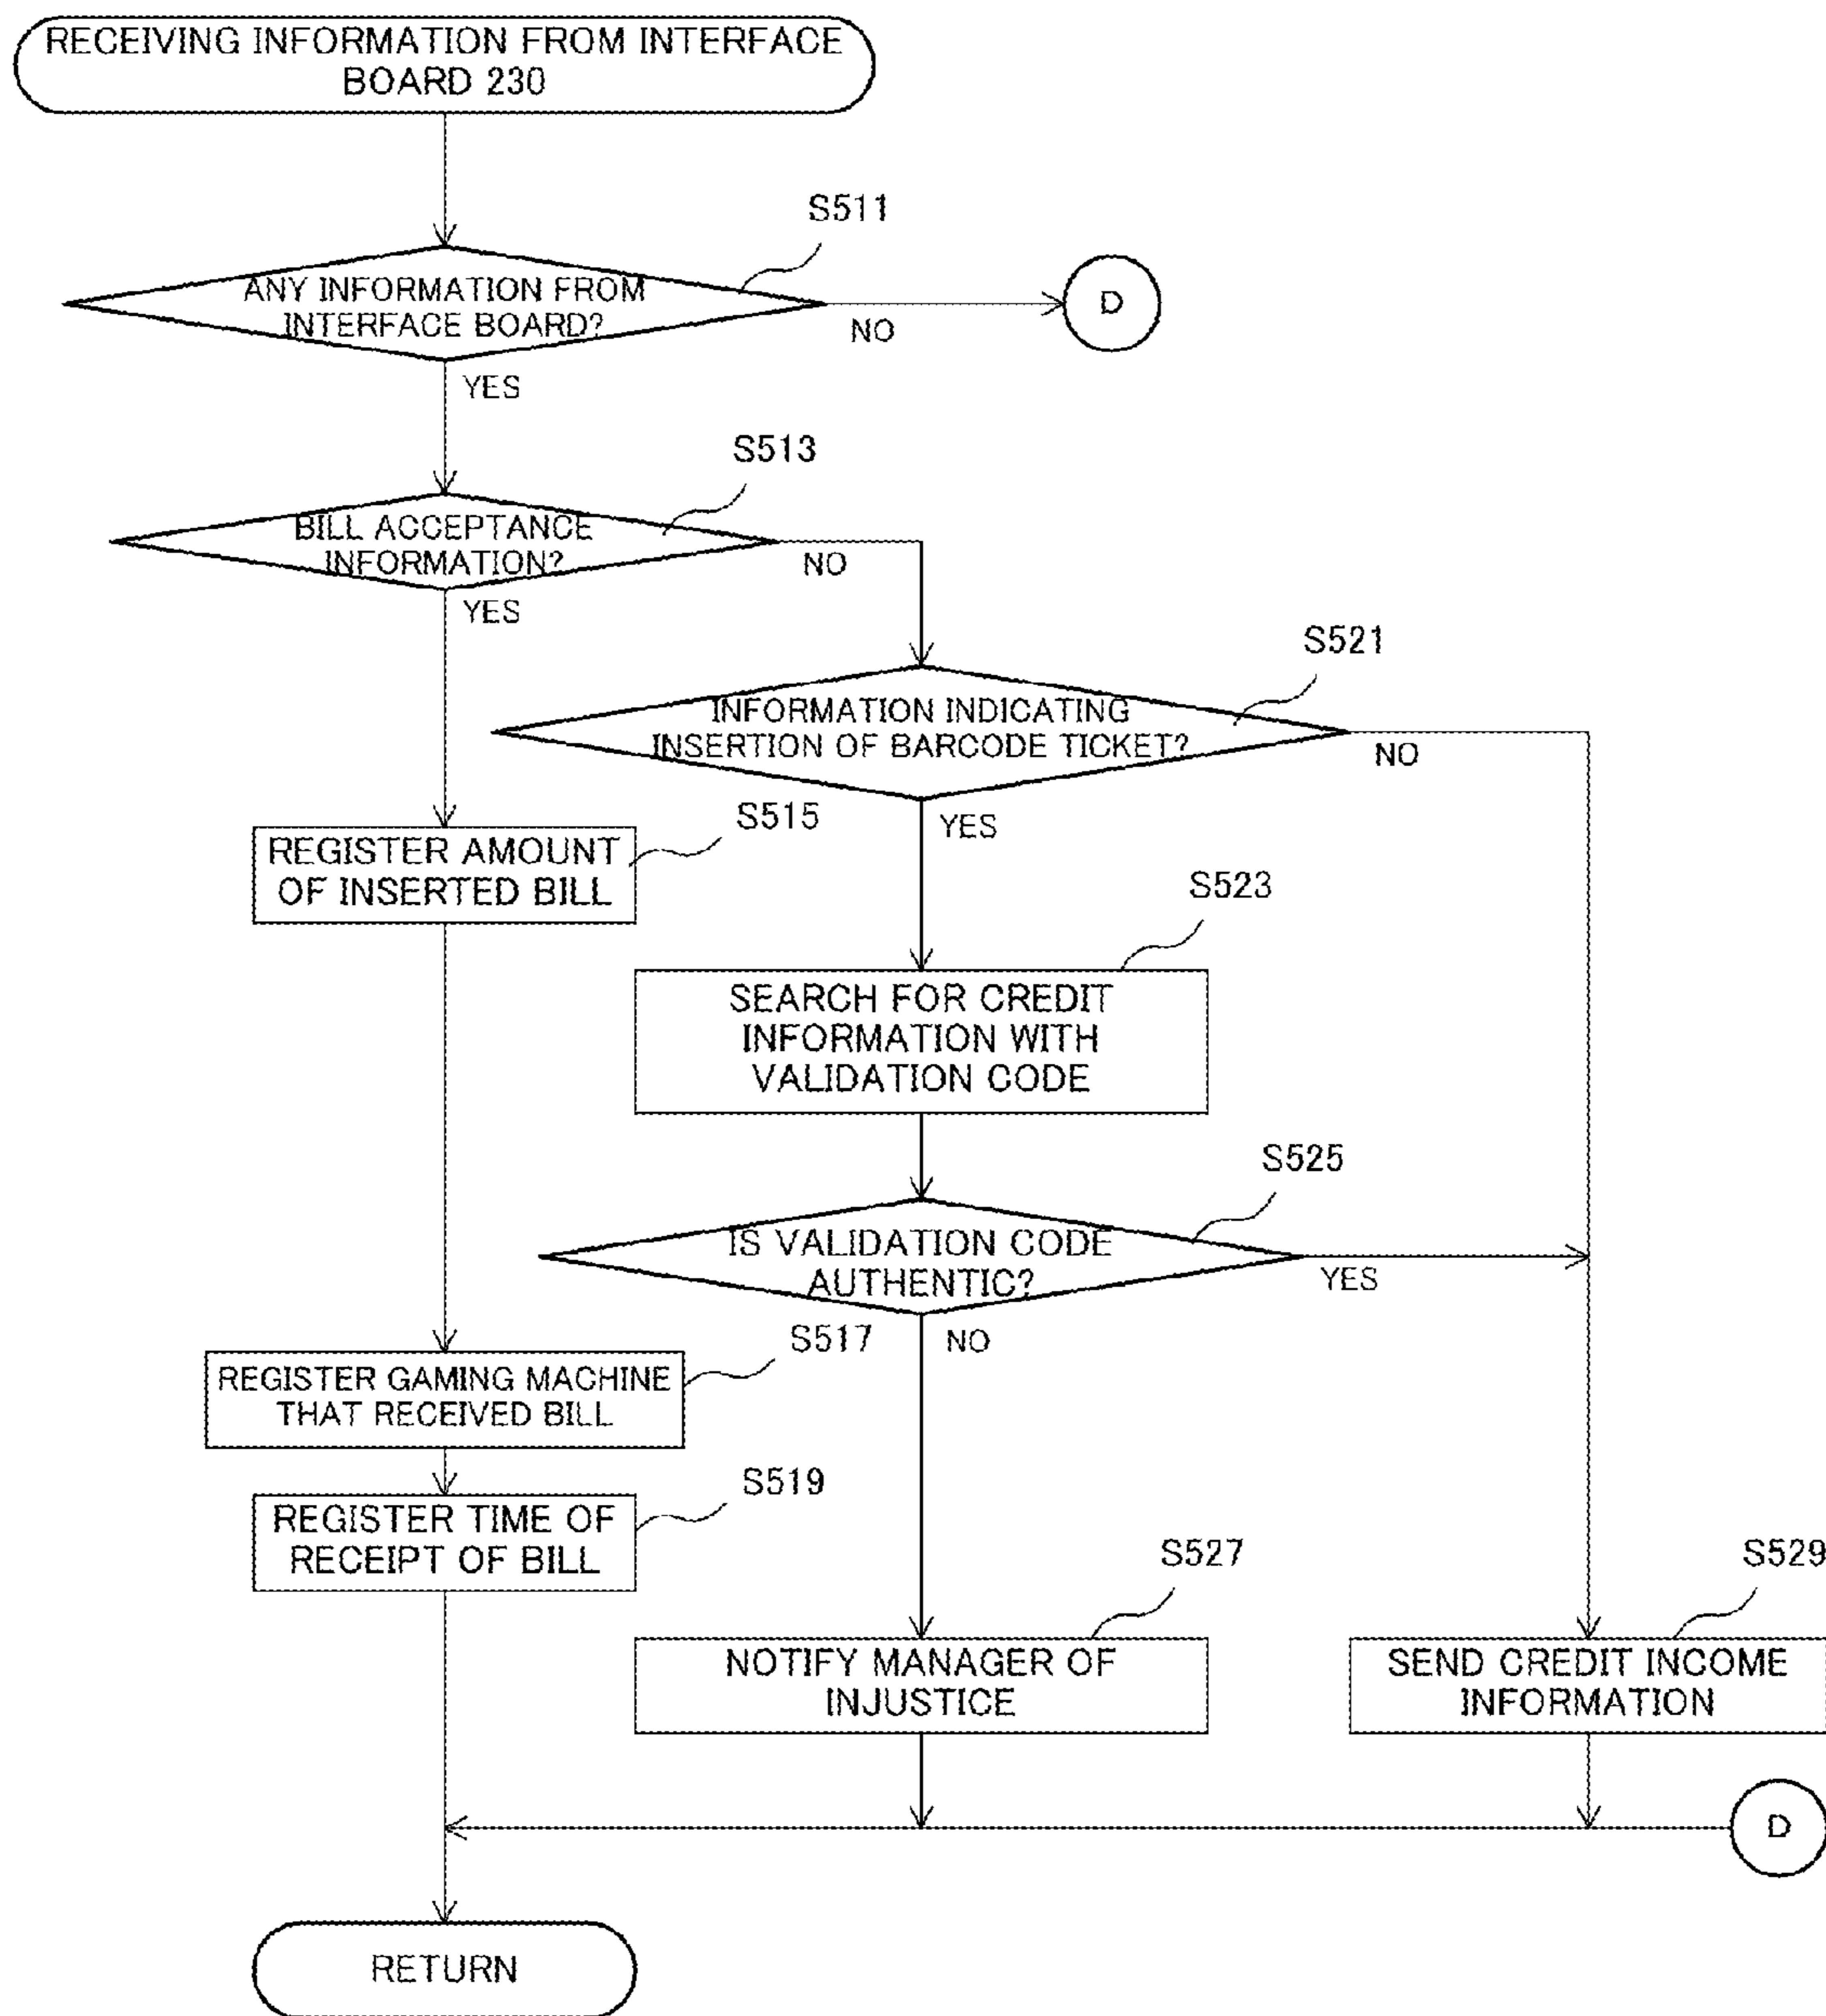 RECEIVING INFORMATION FROM INTERFACE
BOARD 230
S511
ANY INFORMATION FROM
INTERFACE BOARD?
NO
D
YES
S513
BILL ACCEPTANCE
INFORMATION?
NO
YES
S521
INFORMATION INDICATING
INSERTION OF BARCODE TICKET?
NO
YES
S515
REGISTER AMOUNT
OF INSERTED BILL
S523
SEARCH FOR CREDIT
INFORMATION WITH
VALIDATION CODE
S525
IS VALIDATION CODE
AUTHENTIC?
YES
NO
S517
REGISTER GAMING MACHINE
THAT RECEIVED BILL
S519
REGISTER TIME OF
RECEIPT OF BILL
S527
NOTIFY MANAGER OF
INJUSTICE
S529
SEND CREDIT INCOME
INFORMATION
D
RETURN